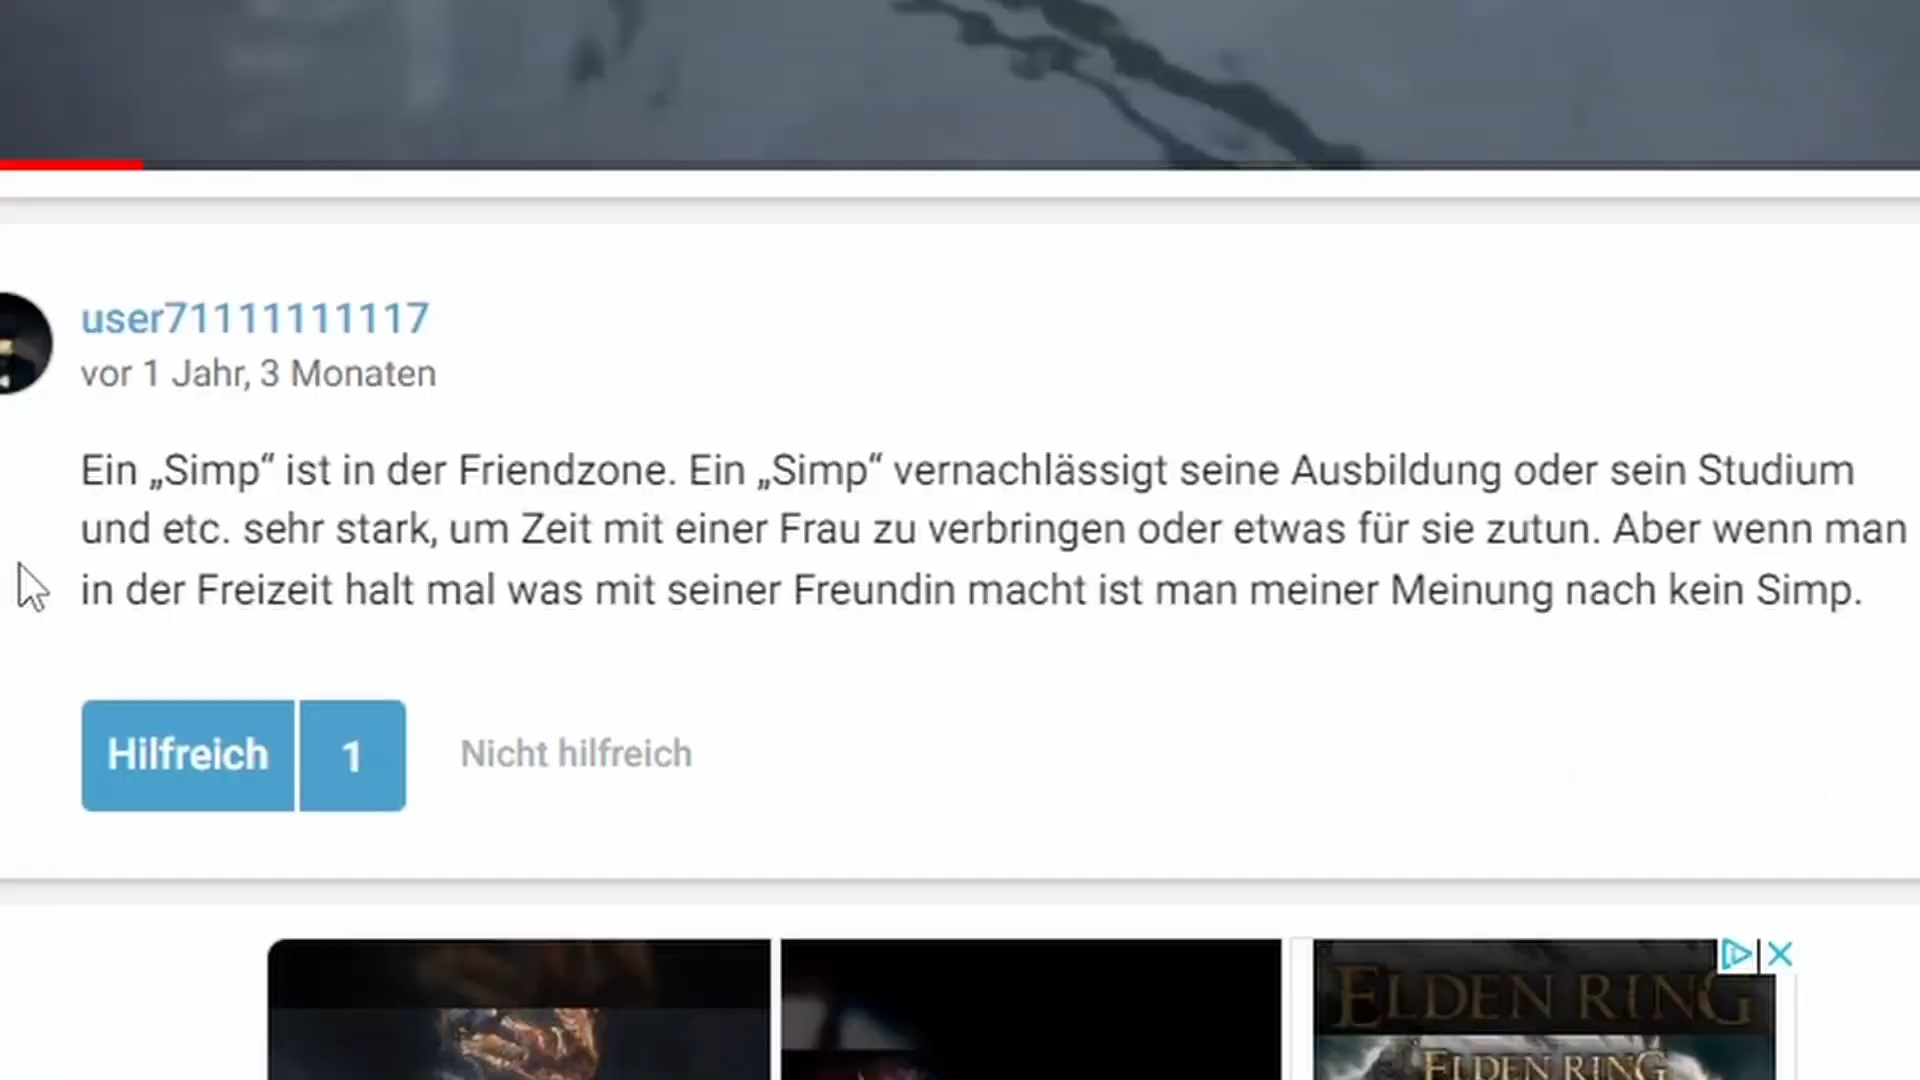 user71111111117
vor 1 Jahr, 3 Monaten
Ein „Simp“ ist in der Friendzone. Ein „Simp“ vernachlässigt seine Ausbildung oder sein Studium
und etc. sehr stark, um Zeit mit einer Frau zu verbringen oder etwas für sie zutun. Aber wenn man
in der Freizeit halt mal was mit seiner Freundin macht ist man meiner Meinung nach kein Simp.
Hilfreich 1 Nicht hilfreich
ELDEN RING
ELDEN RING